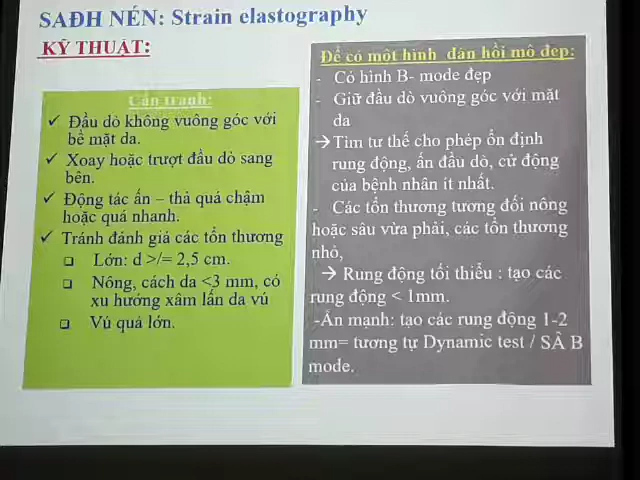 SAĐH NÉN: Strain elastography
KỸ THUẬT:
Cần tránh:
✓ Đầu dò không vuông góc với
bề mặt da.
✓ Xoay hoặc trượt đầu dò sang
bên.
✓ Động tác ấn – thả quá chậm
hoặc quá nhanh.
✓ Tránh đánh giá các tổn thương
❑ Lớn: d >/= 2,5 cm.
❑ Nông, cách da <3 mm, có
xu hướng xâm lấn da vú
❑ Vú quá lớn.
Để có một hình đàn hồi mô đẹp:
- Có hình B- mode đẹp
- Giữ đầu dò vuông góc với mặt
da
→Tìm tư thế cho phép ổn định
rung động, ấn đầu dò, cử động
của bệnh nhân ít nhất.
- Các tổn thương tương đối nông
hoặc sâu vừa phải, các tổn thương
nhỏ,
→ Rung động tối thiểu : tạo các
rung động < 1mm.
-Ấn mạnh: tạo các rung động 1-2
mm= tương tự Dynamic test / SÂ B
mode.